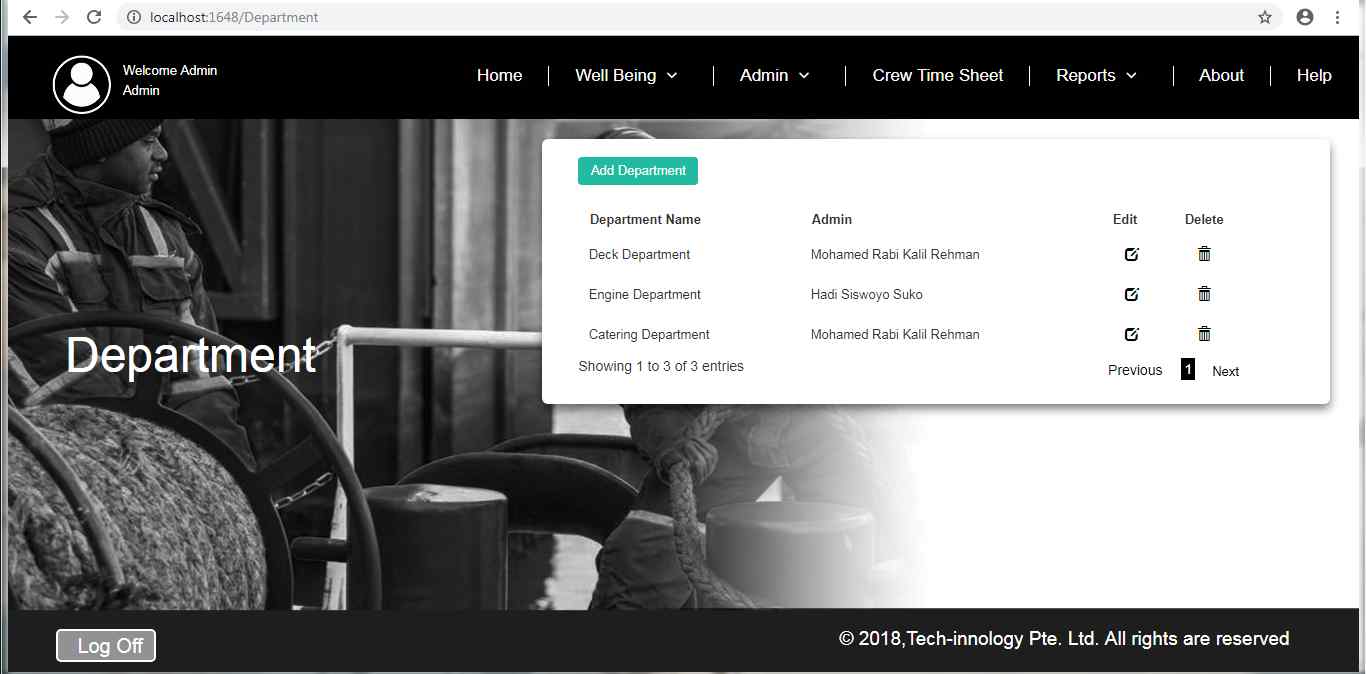 localhost:1648/Department
Welcome Admin
Admin
Home
Well Being
Admin
Crew Time Sheet
Reports
About
Help
Department
Add Department
Department Name Admin Edit Delete
Deck Department Mohamed Rabi Kalil Rehman
Engine Department Hadi Siswoyo Suko
Catering Department Mohamed Rabi Kalil Rehman
Showing 1 to 3 of 3 entries Previous 1 Next
Log Off
© 2018,Tech-innology Pte. Ltd. All rights are reserved